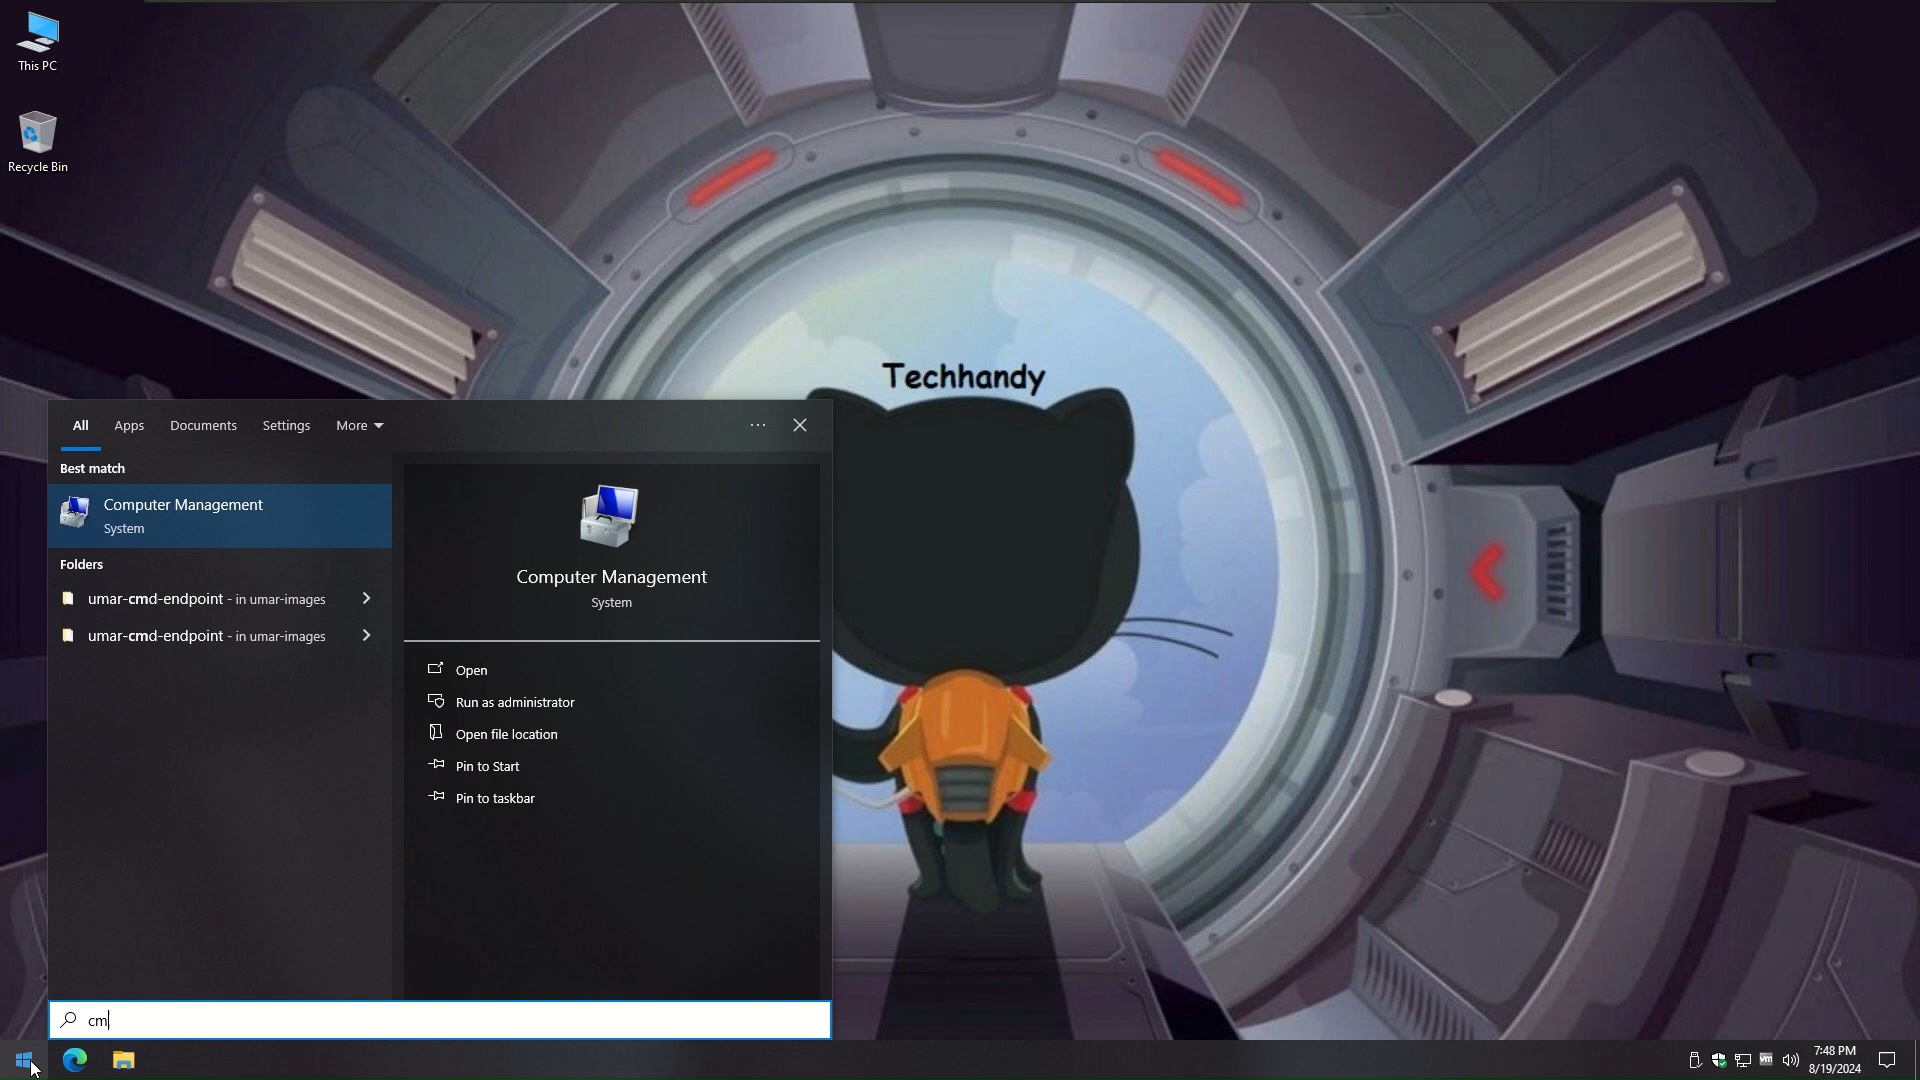 This PC
Recycle Bin
Techhandy
All
Apps
Documents
Settings
More
Best match
Computer Management
System
Folders
umar-cmd-endpoint - in umar-images
umar-cmd-endpoint - in umar-images
Computer Management
System
Open
Run as administrator
Open file location
Pin to Start
Pin to taskbar
cm
vm
7:48 PM
8/19/2024